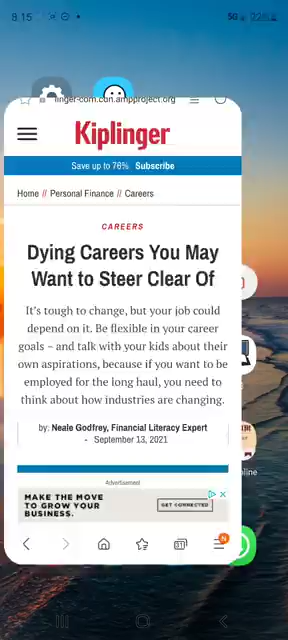 8:15
5G 22%
linger-com.cdn.ampproject.org
Kiplinger
Save up to 76% Subscribe
Home // Personal Finance // Careers
CAREERS
Dying Careers You May
Want to Steer Clear Of
It's tough to change, but your job could
depend on it. Be flexible in your career
goals – and talk with your kids about their
own aspirations, because if you want to be
employed for the long haul, you need to
think about how industries are changing.
by: Neale Godfrey, Financial Literacy Expert
- September 13, 2021
Advertisement
MAKE THE MOVE
TO GROW YOUR
BUSINESS.
GET CONNECTED
line
N